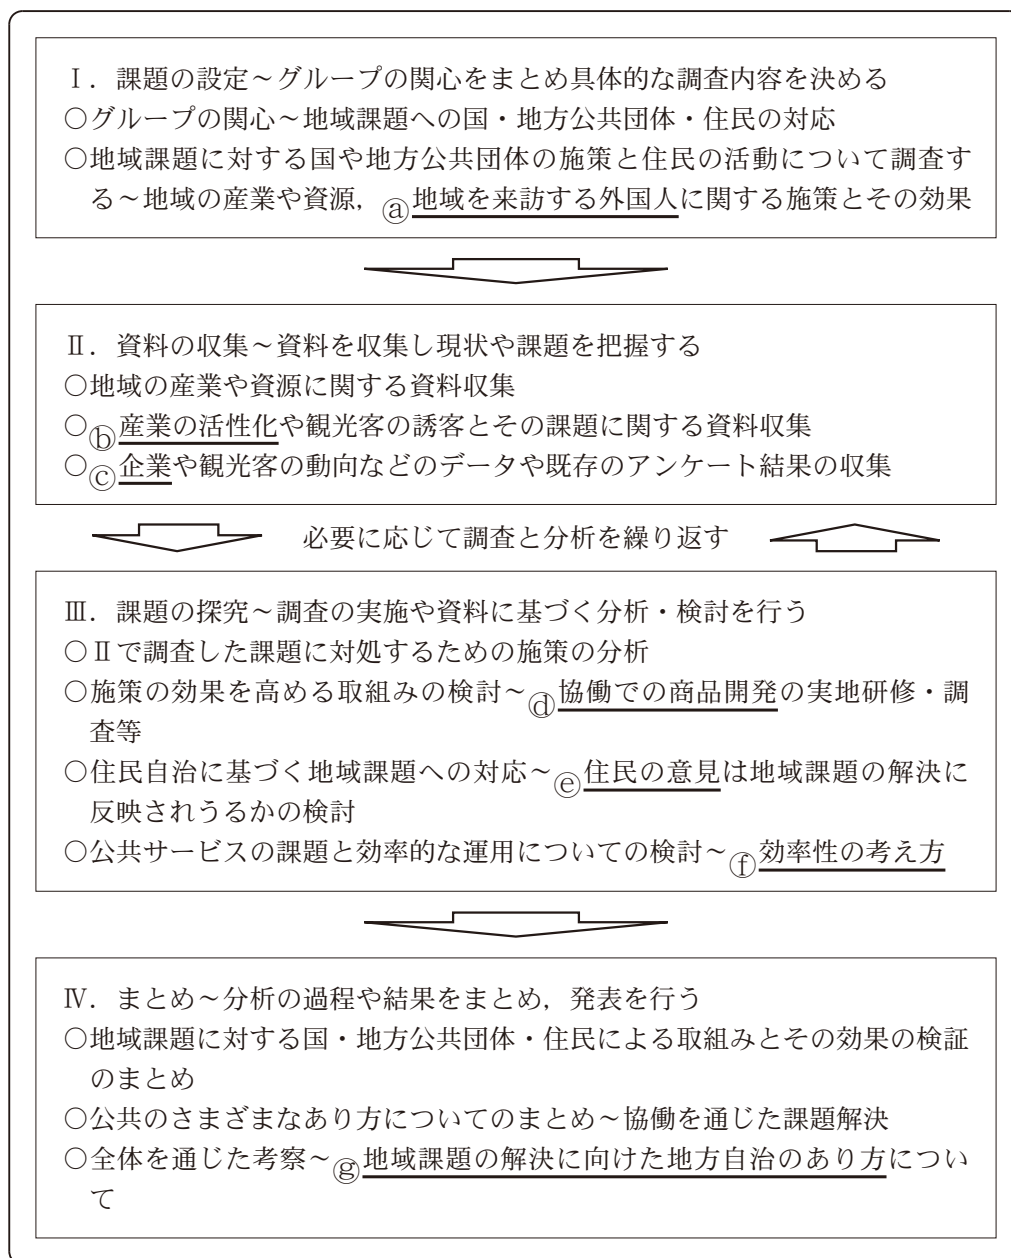 Ⅰ．課題の設定～グループの関心をまとめ具体的な調査内容を決める
○グループの関心～地域課題への国・地方公共団体・住民の対応
○地域課題に対する国や地方公共団体の施策と住民の活動について調査す
る～地域の産業や資源，ⓐ地域を来訪する外国人に関する施策とその効果
Ⅱ．資料の収集～資料を収集し現状や課題を把握する
○地域の産業や資源に関する資料収集
○ⓑ産業の活性化や観光客の誘客とその課題に関する資料収集
○ⓒ企業や観光客の動向などのデータや既存のアンケート結果の収集
必要に応じて調査と分析を繰り返す
Ⅲ．課題の探究～調査の実施や資料に基づく分析・検討を行う
○Ⅱで調査した課題に対処するための施策の分析
○施策の効果を高める取組みの検討～ⓓ協働での商品開発の実地研修・調
査等
○住民自治に基づく地域課題への対応～ⓔ住民の意見は地域課題の解決に
反映されうるかの検討
○公共サービスの課題と効率的な運用についての検討～ⓕ効率性の考え方
Ⅳ．まとめ～分析の過程や結果をまとめ，発表を行う
○地域課題に対する国・地方公共団体・住民による取組みとその効果の検証
のまとめ
○公共のさまざまなあり方についてのまとめ～協働を通じた課題解決
○全体を通じた考察～ⓖ地域課題の解決に向けた地方自治のあり方につい
て